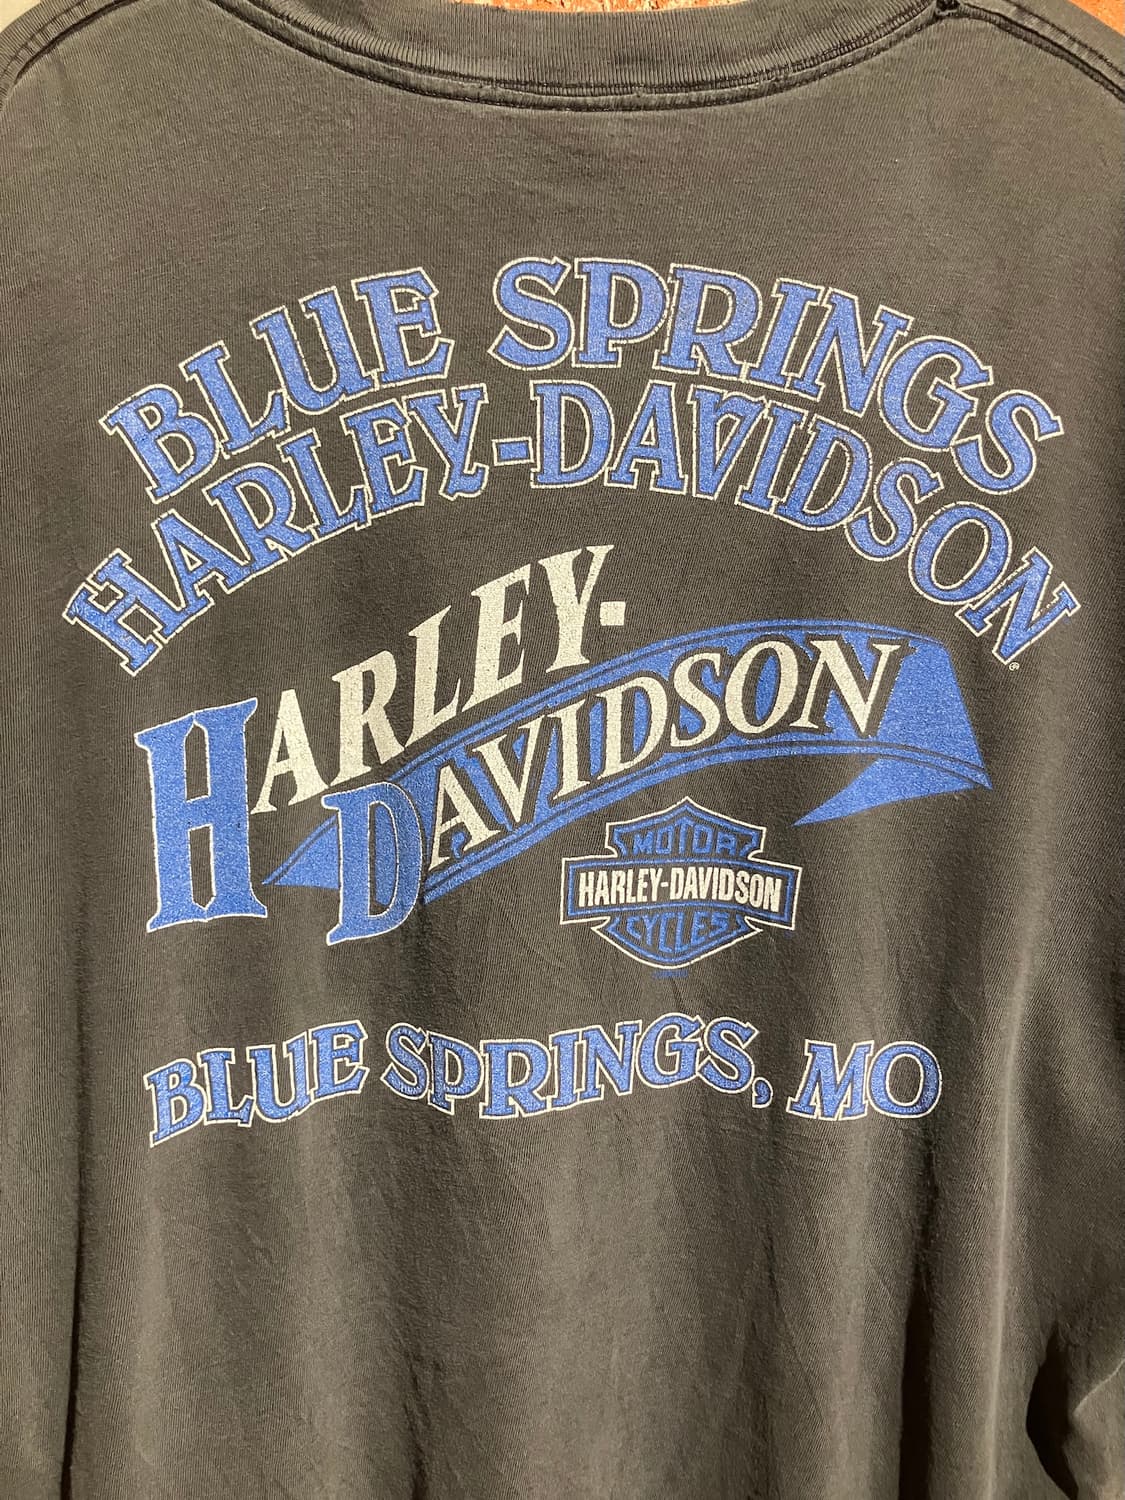 BLUE SPRINGS
HARLEY-DAVIDSON
®
HARLEY-
DAVIDSON
MOTOR
HARLEY-DAVIDSON
CYCLES
BLUE SPRINGS, MO